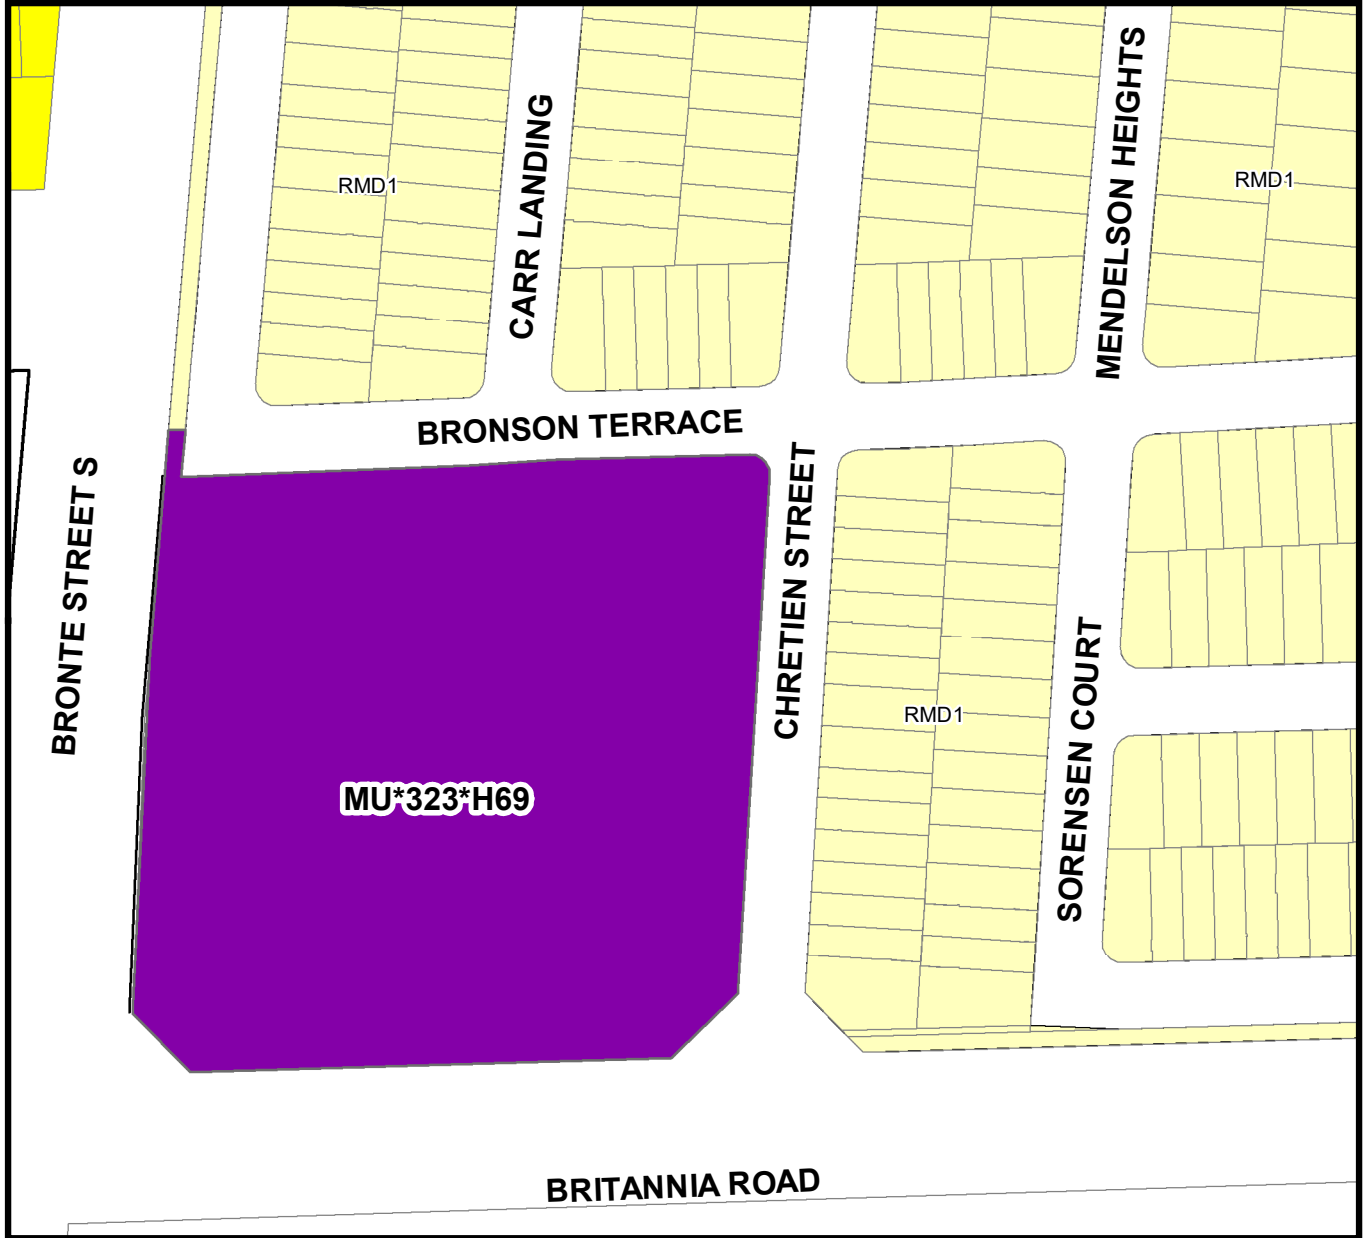 MENDELSON HEIGHTS
CARR LANDING
RMD1
RMD1
BRONSON TERRACE
BRONTE STREET S
CHRETIEN STREET
SORENSEN COURT
RMD1
MU*323*H69
BRITANNIA ROAD